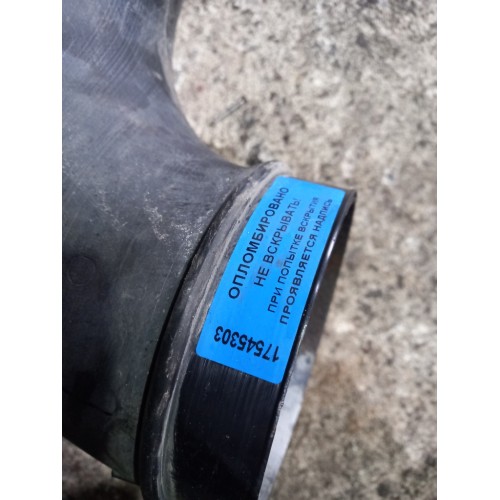 ОПЛОМБИРОВАНО
НЕ ВСКРЫВАТЬ!
ПРИ ПОПЫТКЕ ВСКРЫТИЯ
ПРОЯВЛЯЕТСЯ НАДПИСЬ
17545303